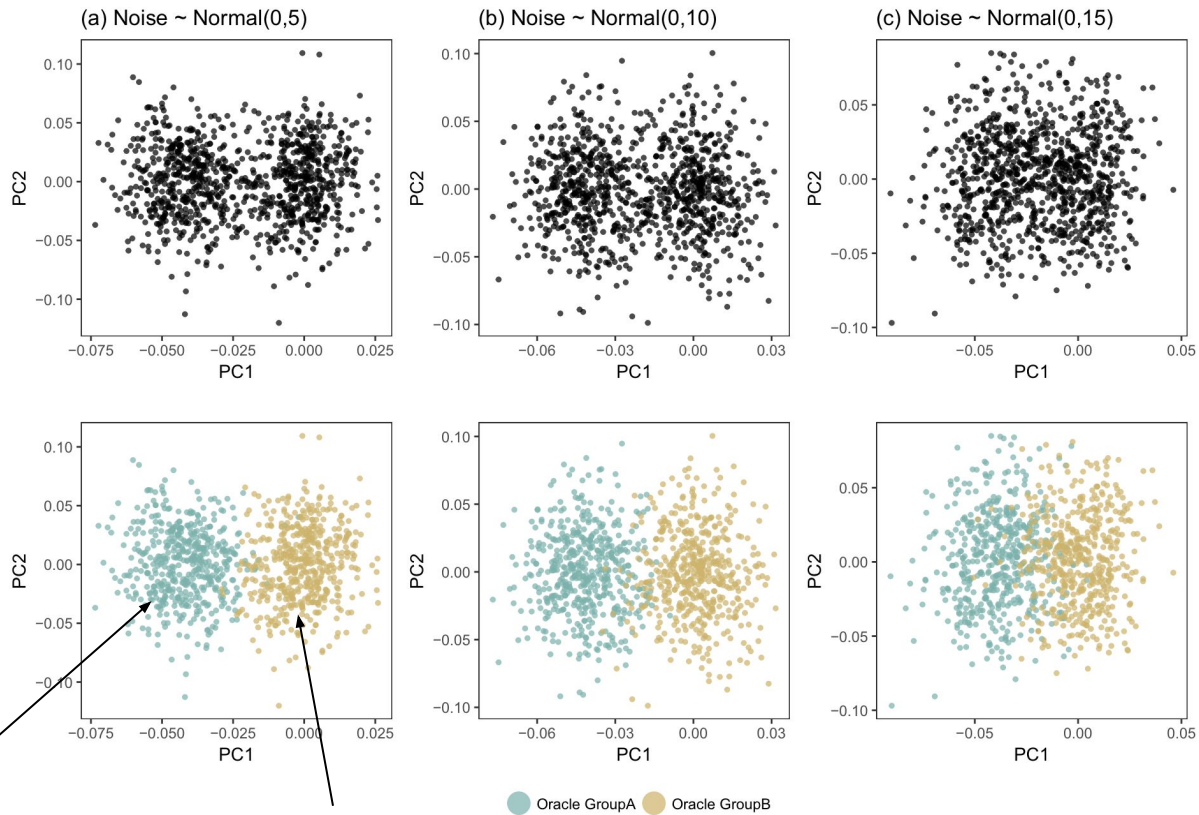 (a) Noise ~ Normal(0,5)
(b) Noise ~ Normal(0,10)
(c) Noise ~ Normal(0,15)
PC2
0.10
0.05
0.00
−0.05
−0.10
−0.075 −0.050 −0.025 0.000 0.025
PC1
PC2
0.10
0.05
0.00
−0.05
−0.10
−0.06 −0.03 0.00 0.03
PC1
PC2
0.05
0.00
−0.05
−0.10
−0.05 0.00 0.05
PC1
PC2
0.10
0.05
0.00
−0.05
−0.10
−0.075 −0.050 −0.025 0.000 0.025
PC1
PC2
0.10
0.05
0.00
−0.05
−0.10
−0.06 −0.03 0.00 0.03
PC1
PC2
0.05
0.00
−0.05
−0.10
−0.05 0.00 0.05
PC1
Oracle GroupA Oracle GroupB